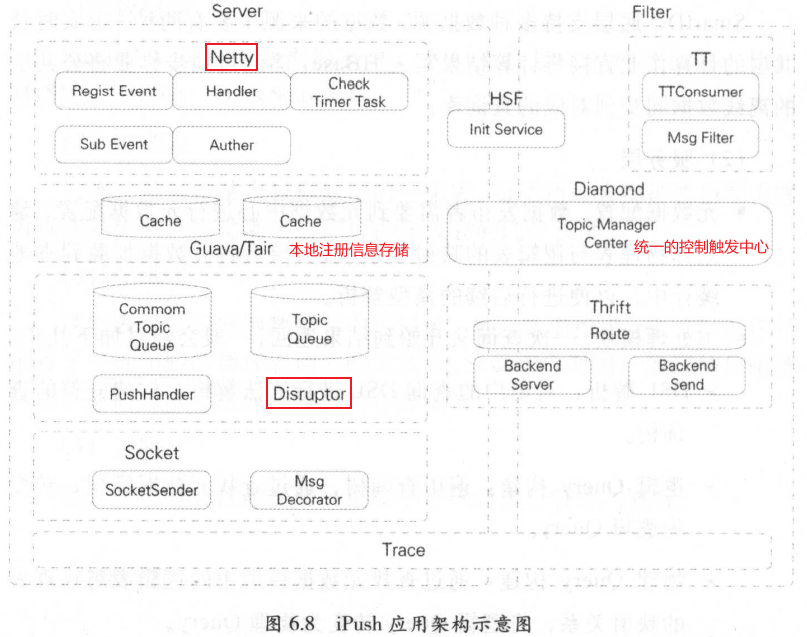 Server
Filter
Netty
Regist Event
Handler
Check
Timer Task
Sub Event
Auther
TT
TTConsumer
Msg Filter
HSF
Init Service
Cache
Cache
Guava/Tair
本地注册信息存储
Diamond
Topic Manager
Center
统一的控制触发中心
Commom
Topic
Queue
Topic
Queue
PushHandler
Disruptor
Thrift
Route
Backend
Server
Backend
Send
Socket
SocketSender
Msg
Decorator
Trace
图 6.8 iPush 应用架构示意图